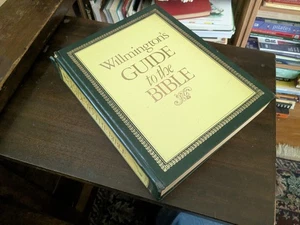 Willmington's
GUIDE
to the
BIBLE